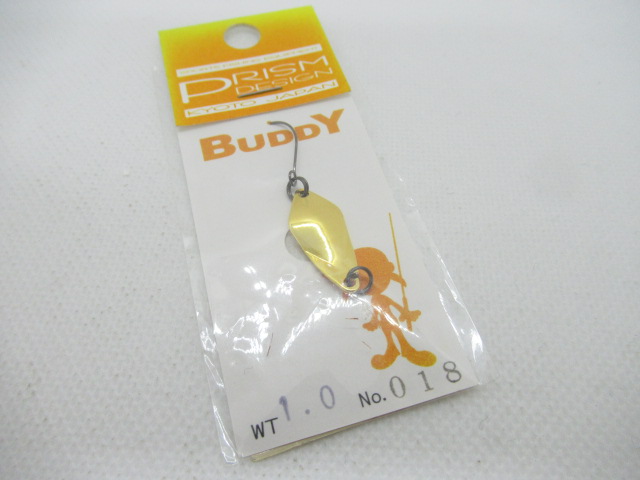 PRISM
DESIGN
KYOTO JAPAN
BUDDY
WT 1.0 No. 018